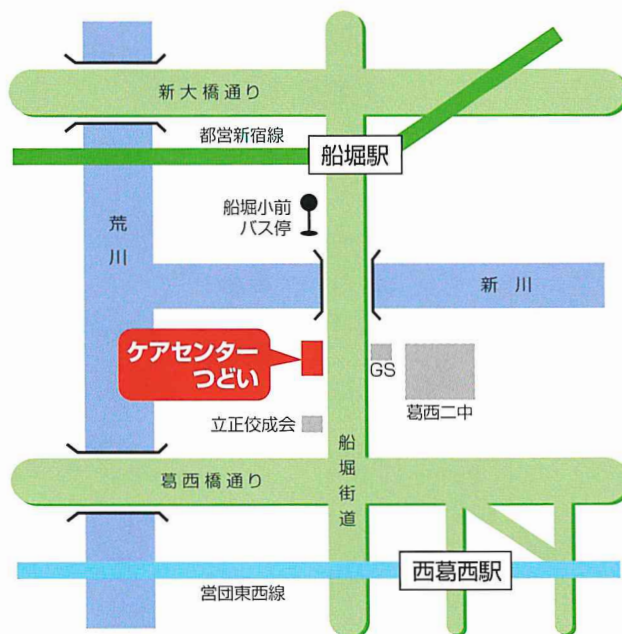 新大橋通り
都営新宿線
船堀駅
船堀小前
バス停
荒川
新川
ケアセンター
つどい
GS
葛西二中
立正佼成会
船堀街道
葛西橋通り
西葛西駅
営団東西線